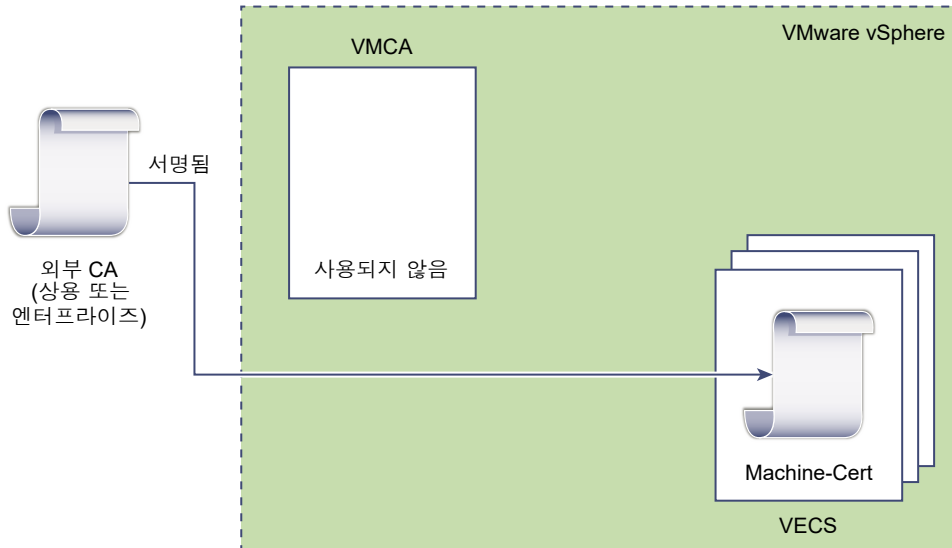 VMware vSphere
VMCA
서명됨
외부 CA
(상용 또는
엔터프라이즈)
사용되지 않음
Machine-Cert
VECS